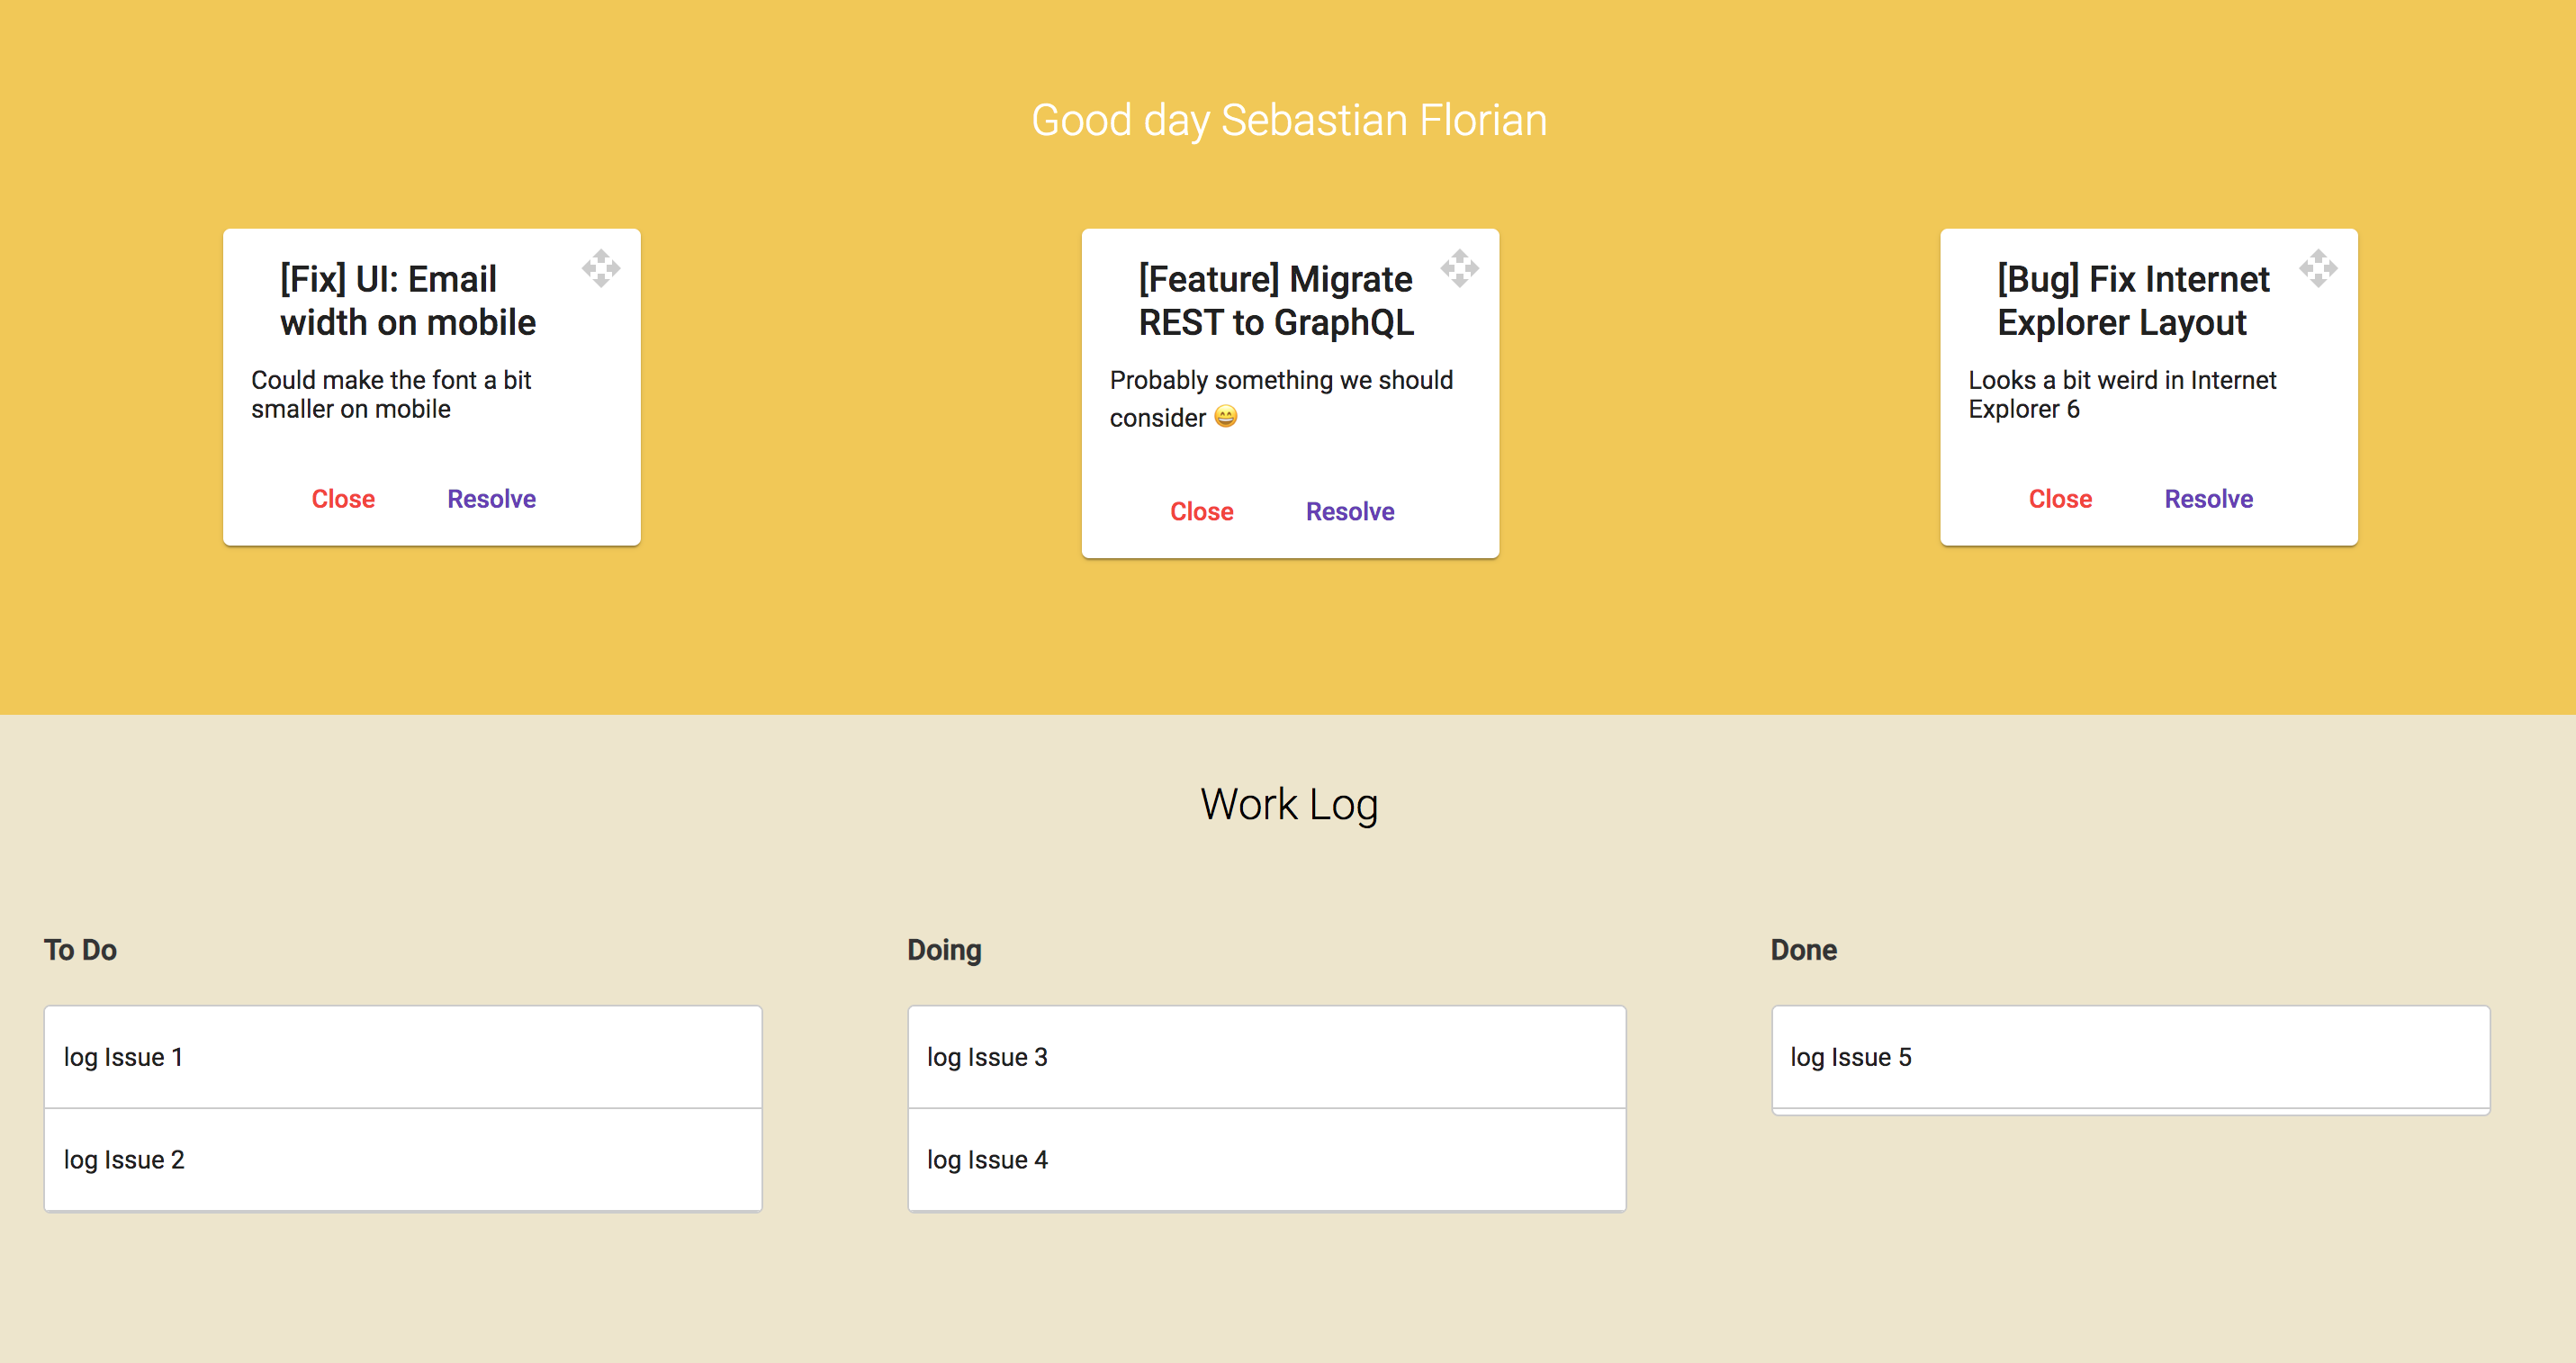 Good day Sebastian Florian
[Fix] UI: Email
width on mobile
Could make the font a bit
smaller on mobile
Close Resolve
[Feature] Migrate
REST to GraphQL
Probably something we should
consider 😄
Close Resolve
[Bug] Fix Internet
Explorer Layout
Looks a bit weird in Internet
Explorer 6
Close Resolve
Work Log
To Do
log Issue 1
log Issue 2
Doing
log Issue 3
log Issue 4
Done
log Issue 5